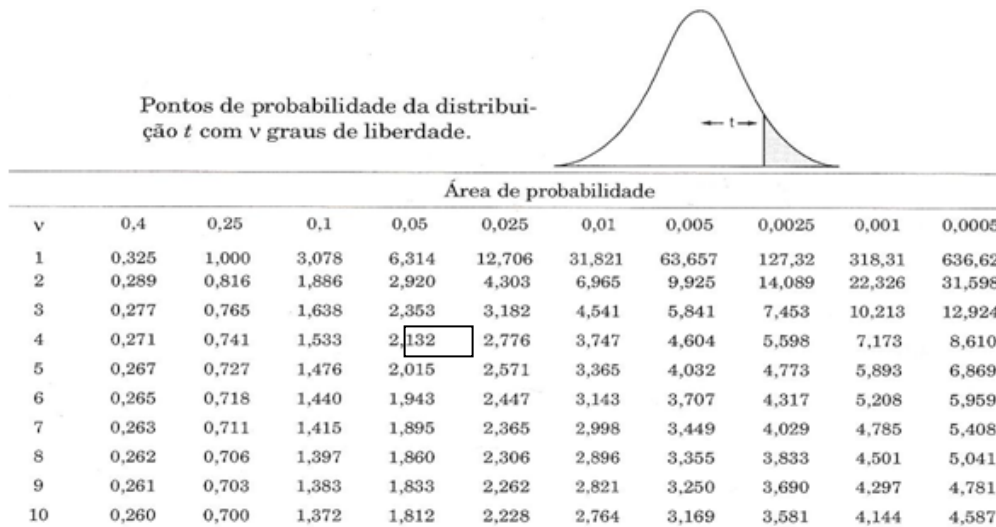 Pontos de probabilidade da distribui-
ção t com ν graus de liberdade.
t
Área de probabilidade
ν 0,4 0,25 0,1 0,05 0,025 0,01 0,005 0,0025 0,001 0,0005
1 0,325 1,000 3,078 6,314 12,706 31,821 63,657 127,32 318,31 636,62
2 0,289 0,816 1,886 2,920 4,303 6,965 9,925 14,089 22,326 31,598
3 0,277 0,765 1,638 2,353 3,182 4,541 5,841 7,453 10,213 12,924
4 0,271 0,741 1,533 2,132 2,776 3,747 4,604 5,598 7,173 8,610
5 0,267 0,727 1,476 2,015 2,571 3,365 4,032 4,773 5,893 6,869
6 0,265 0,718 1,440 1,943 2,447 3,143 3,707 4,317 5,208 5,959
7 0,263 0,711 1,415 1,895 2,365 2,998 3,449 4,029 4,785 5,408
8 0,262 0,706 1,397 1,860 2,306 2,896 3,355 3,833 4,501 5,041
9 0,261 0,703 1,383 1,833 2,262 2,821 3,250 3,690 4,297 4,781
10 0,260 0,700 1,372 1,812 2,228 2,764 3,169 3,581 4,144 4,587